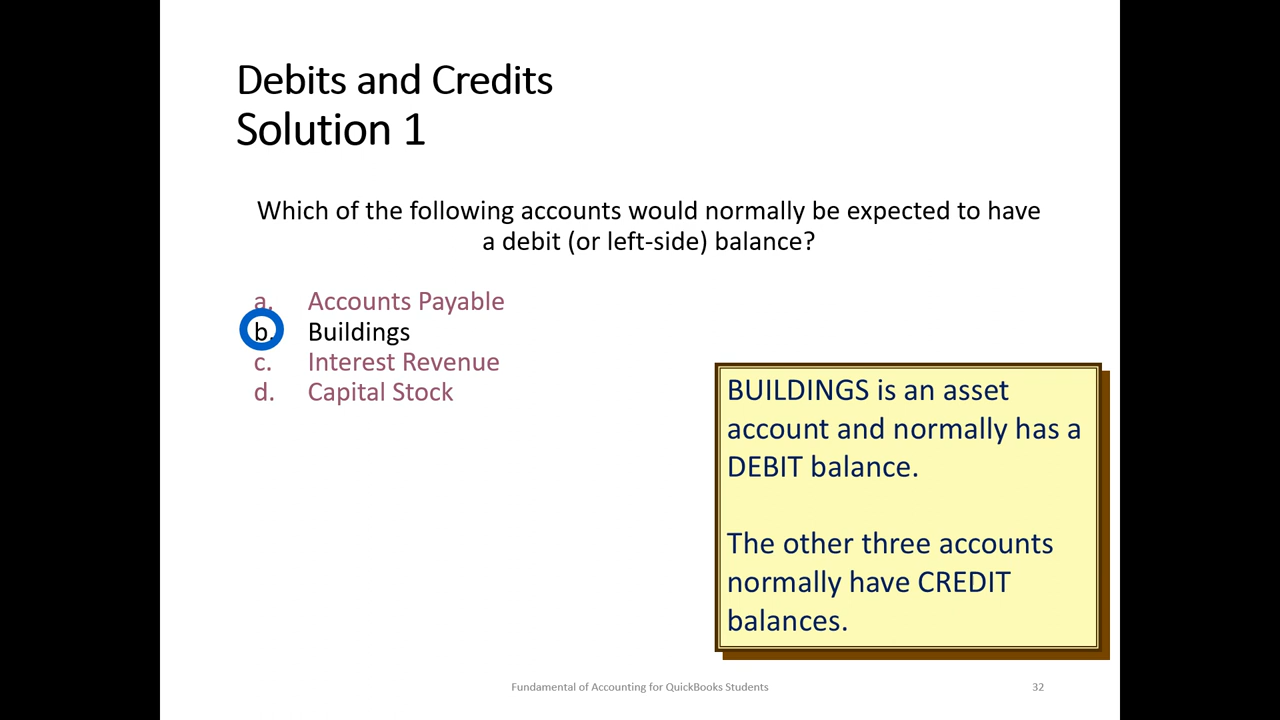 Debits and Credits
Solution 1
Which of the following accounts would normally be expected to have
a debit (or left-side) balance?
a. Accounts Payable
b. Buildings
c. Interest Revenue
d. Capital Stock
BUILDINGS is an asset
account and normally has a
DEBIT balance.
The other three accounts
normally have CREDIT
balances.
Fundamental of Accounting for QuickBooks Students
32